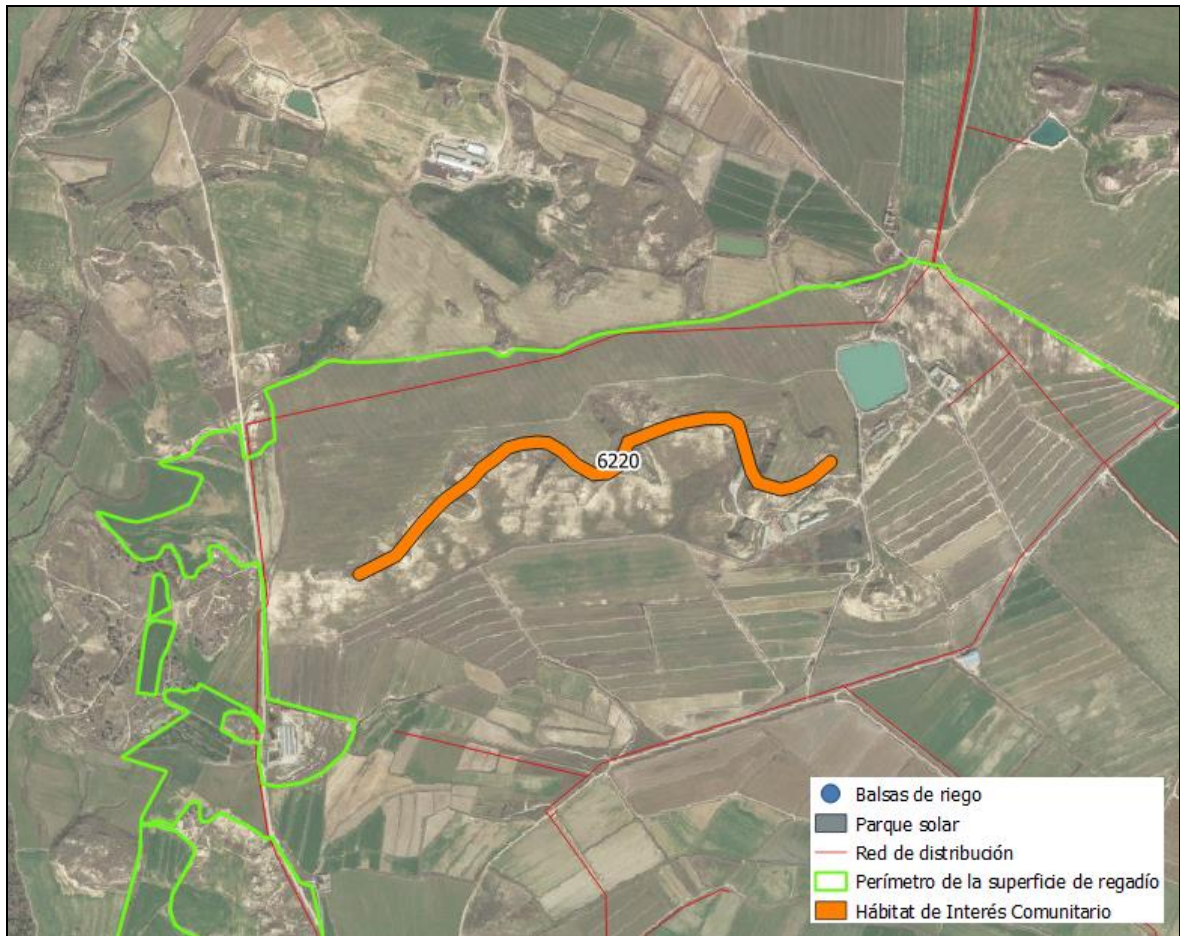 6220
Balsas de riego
Parque solar
Red de distribución
Perímetro de la superficie de regadío
Hábitat de Interés Comunitario